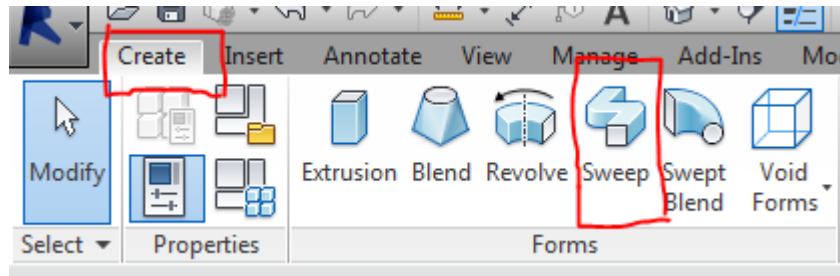 Create Insert Annotate View Manage Add-Ins
Modify Extrusion Blend Revolve Sweep Swept Void
Blend Forms
Select Properties Forms